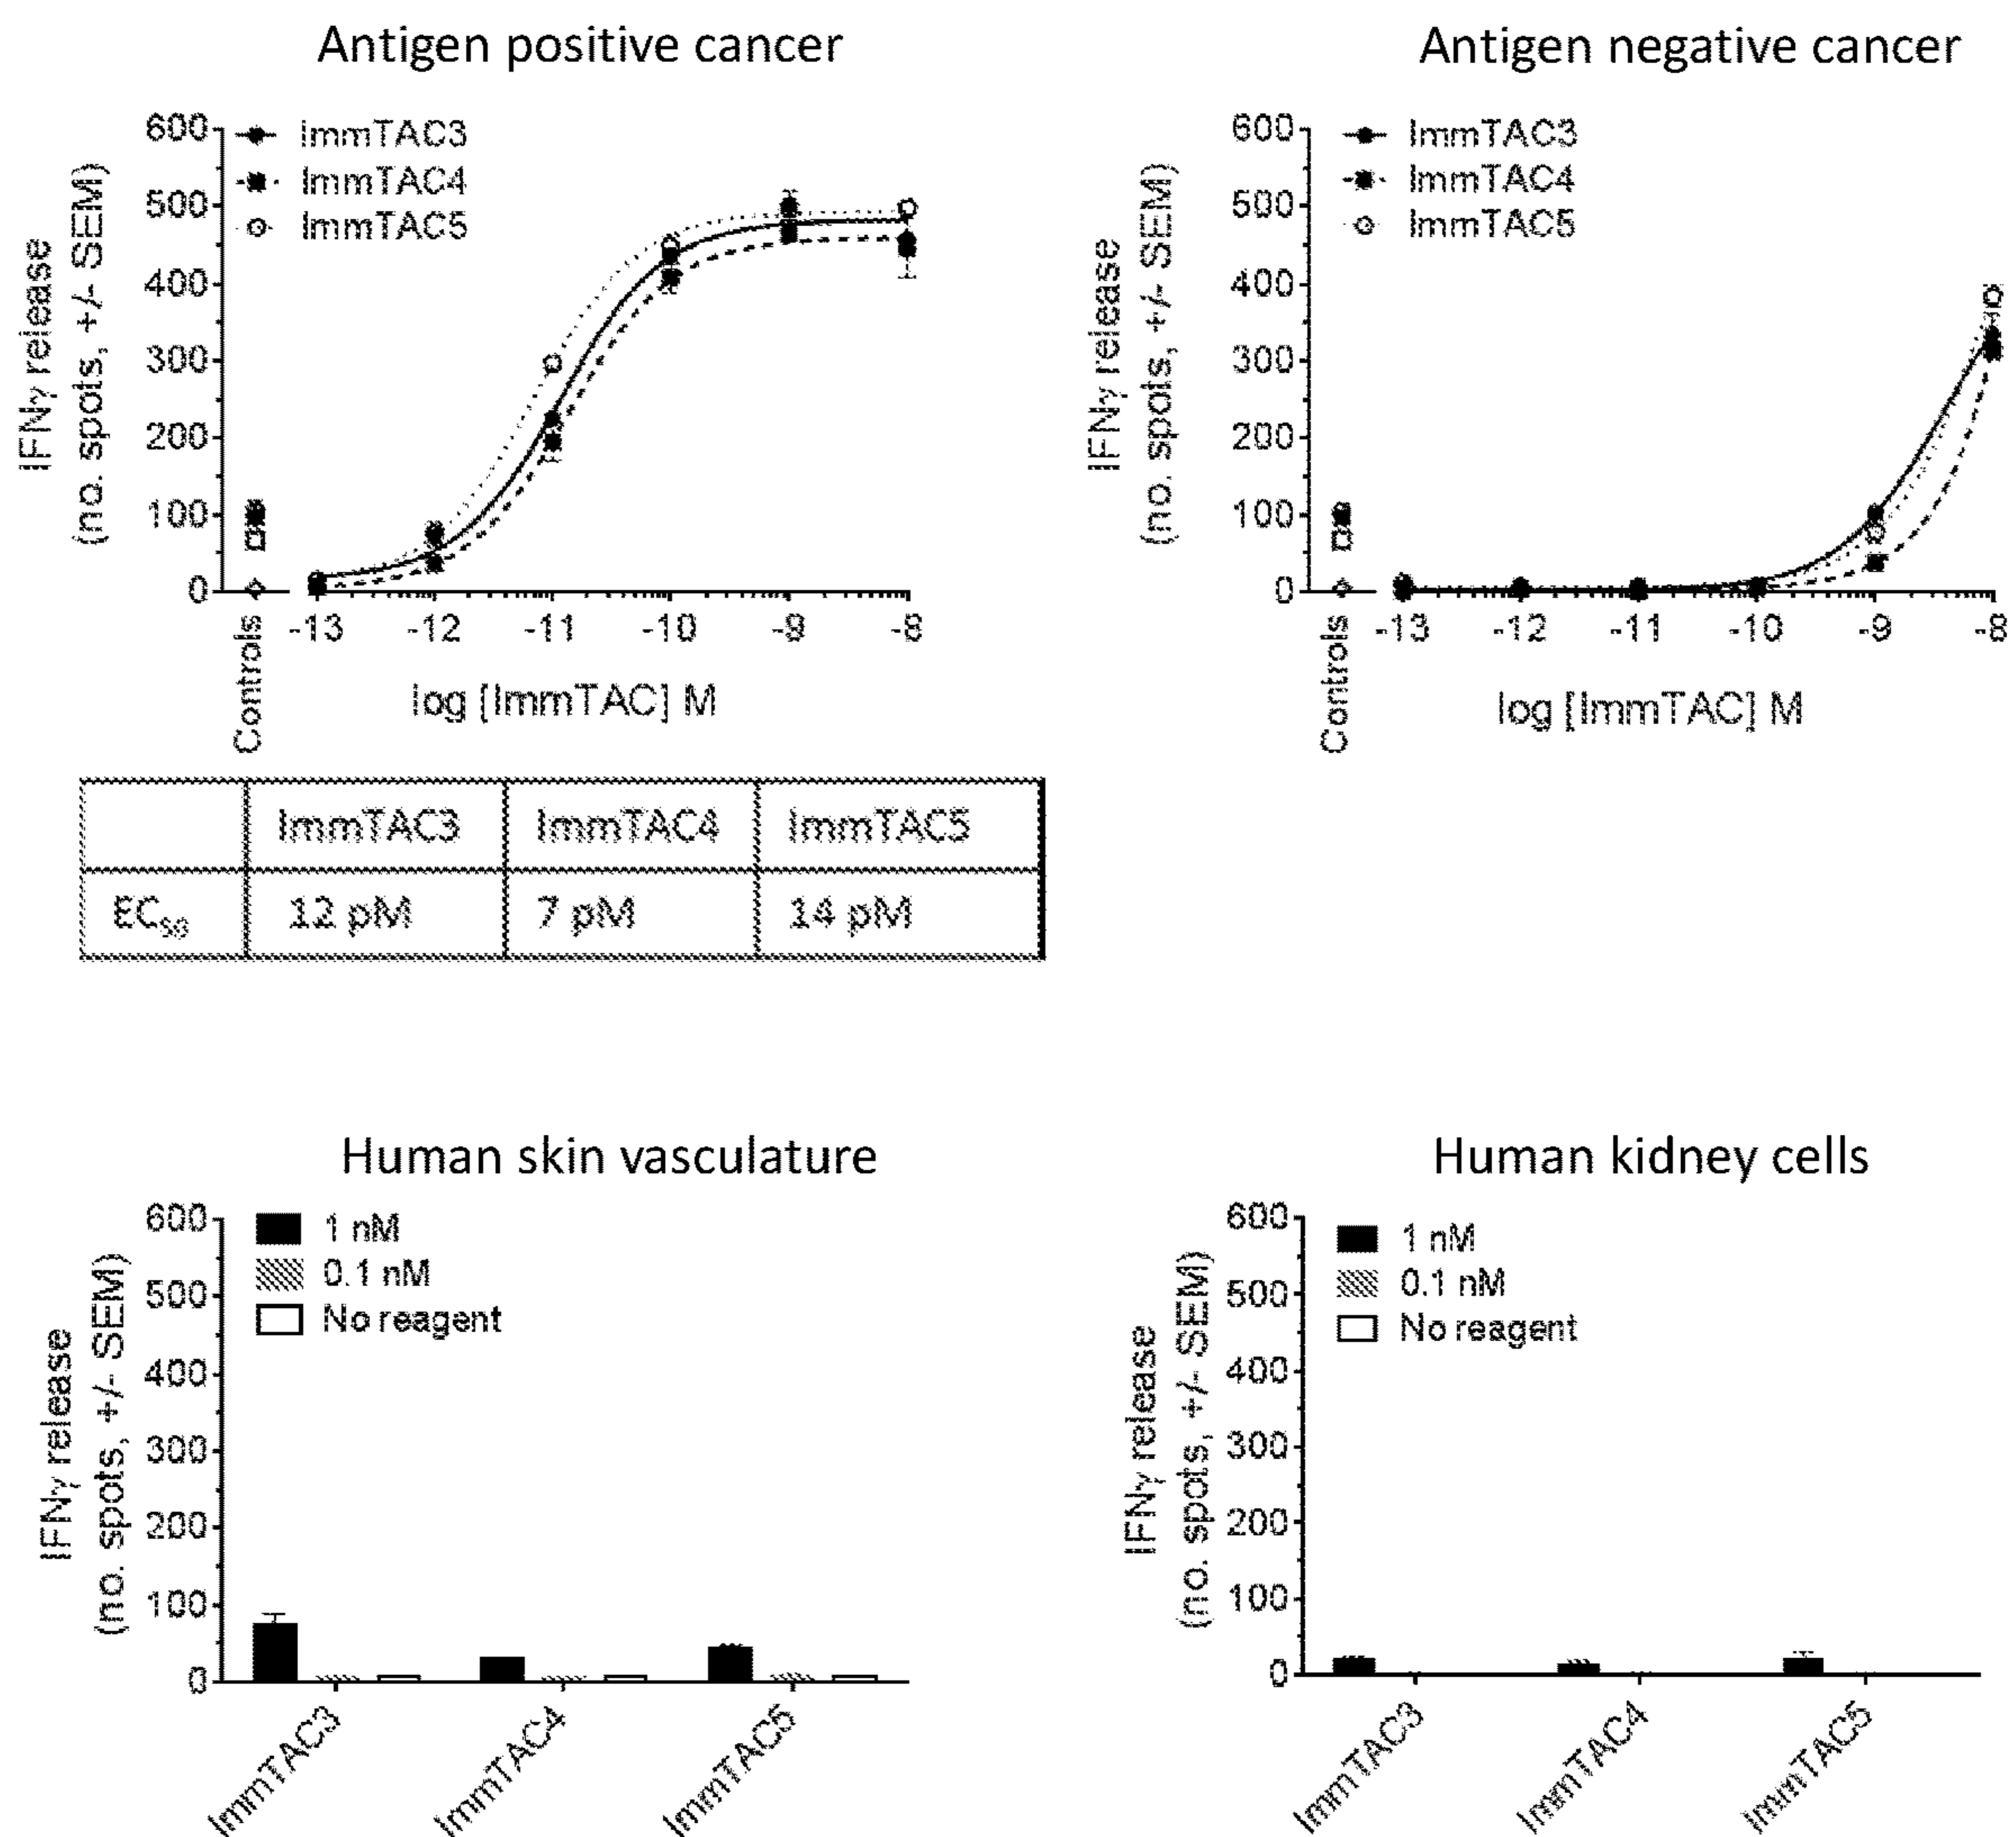 Antigen positive cancer
600
500
400
300
200
100
0
IFNγ release
(no. spots, +/- SEM)
ImmTAC3
ImmTAC4
ImmTAC5
Controls
-13 -12 -11 -10 -9 -8
log [ImmTAC] M
ImmTAC3 ImmTAC4 ImmTAC5
EC50 12 pM 7 pM 14 pM
Antigen negative cancer
600
500
400
300
200
100
0
IFNγ release
(no. spots, +/- SEM)
ImmTAC3
ImmTAC4
ImmTAC5
Controls
-13 -12 -11 -10 -9 -8
log [ImmTAC] M
Human skin vasculature
600
500
400
300
200
100
0
IFNγ release
(no. spots, +/- SEM)
1 nM
0.1 nM
No reagent
ImmTAC3
ImmTAC4
ImmTAC5
Human kidney cells
600
500
400
300
200
100
0
IFNγ release
(no. spots, +/- SEM)
1 nM
0.1 nM
No reagent
ImmTAC3
ImmTAC4
ImmTAC5